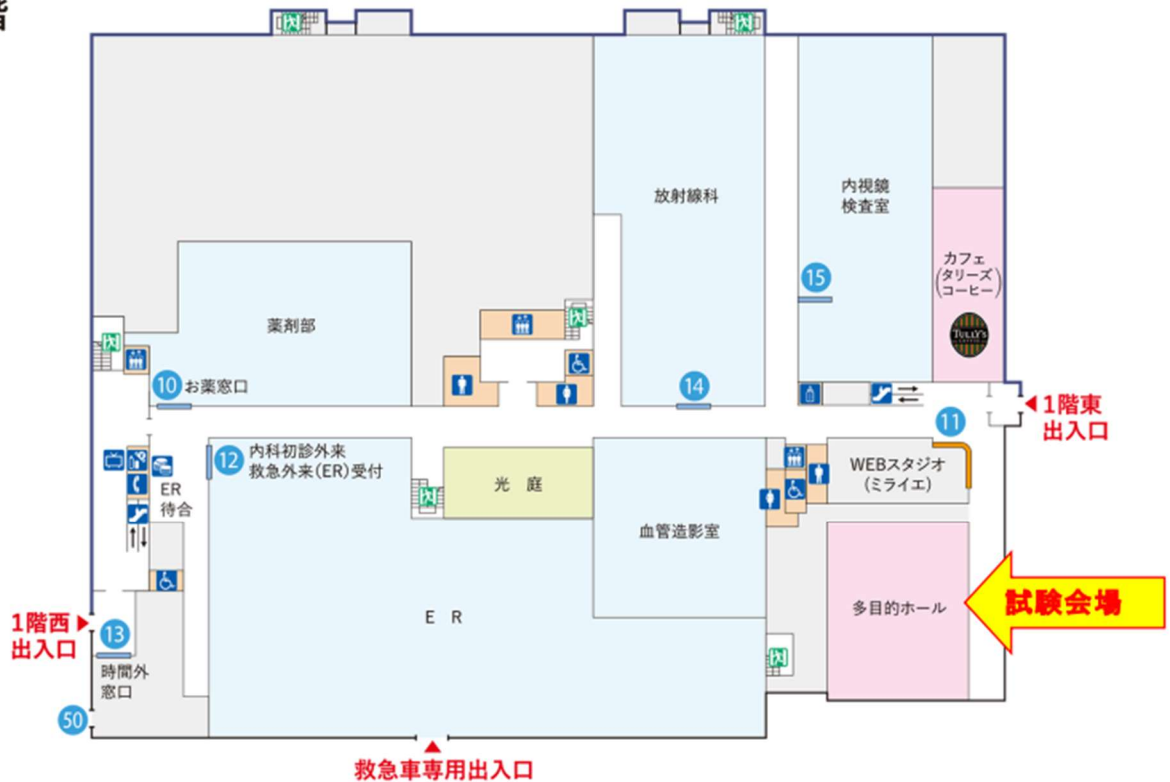 階
放射線科
内視鏡
検査室
15
カフェ
(タリーズ
コーヒー)
TULLY'S
薬剤部
10 お薬窓口
14
11
1階東
出入口
12 内科初診外来
救急外来(ER)受付
ER
待合
光 庭
WEBスタジオ
(ミライエ)
血管造影室
多目的ホール
試験会場
E R
1階西
出入口
13
時間外
窓口
50
救急車専用出入口